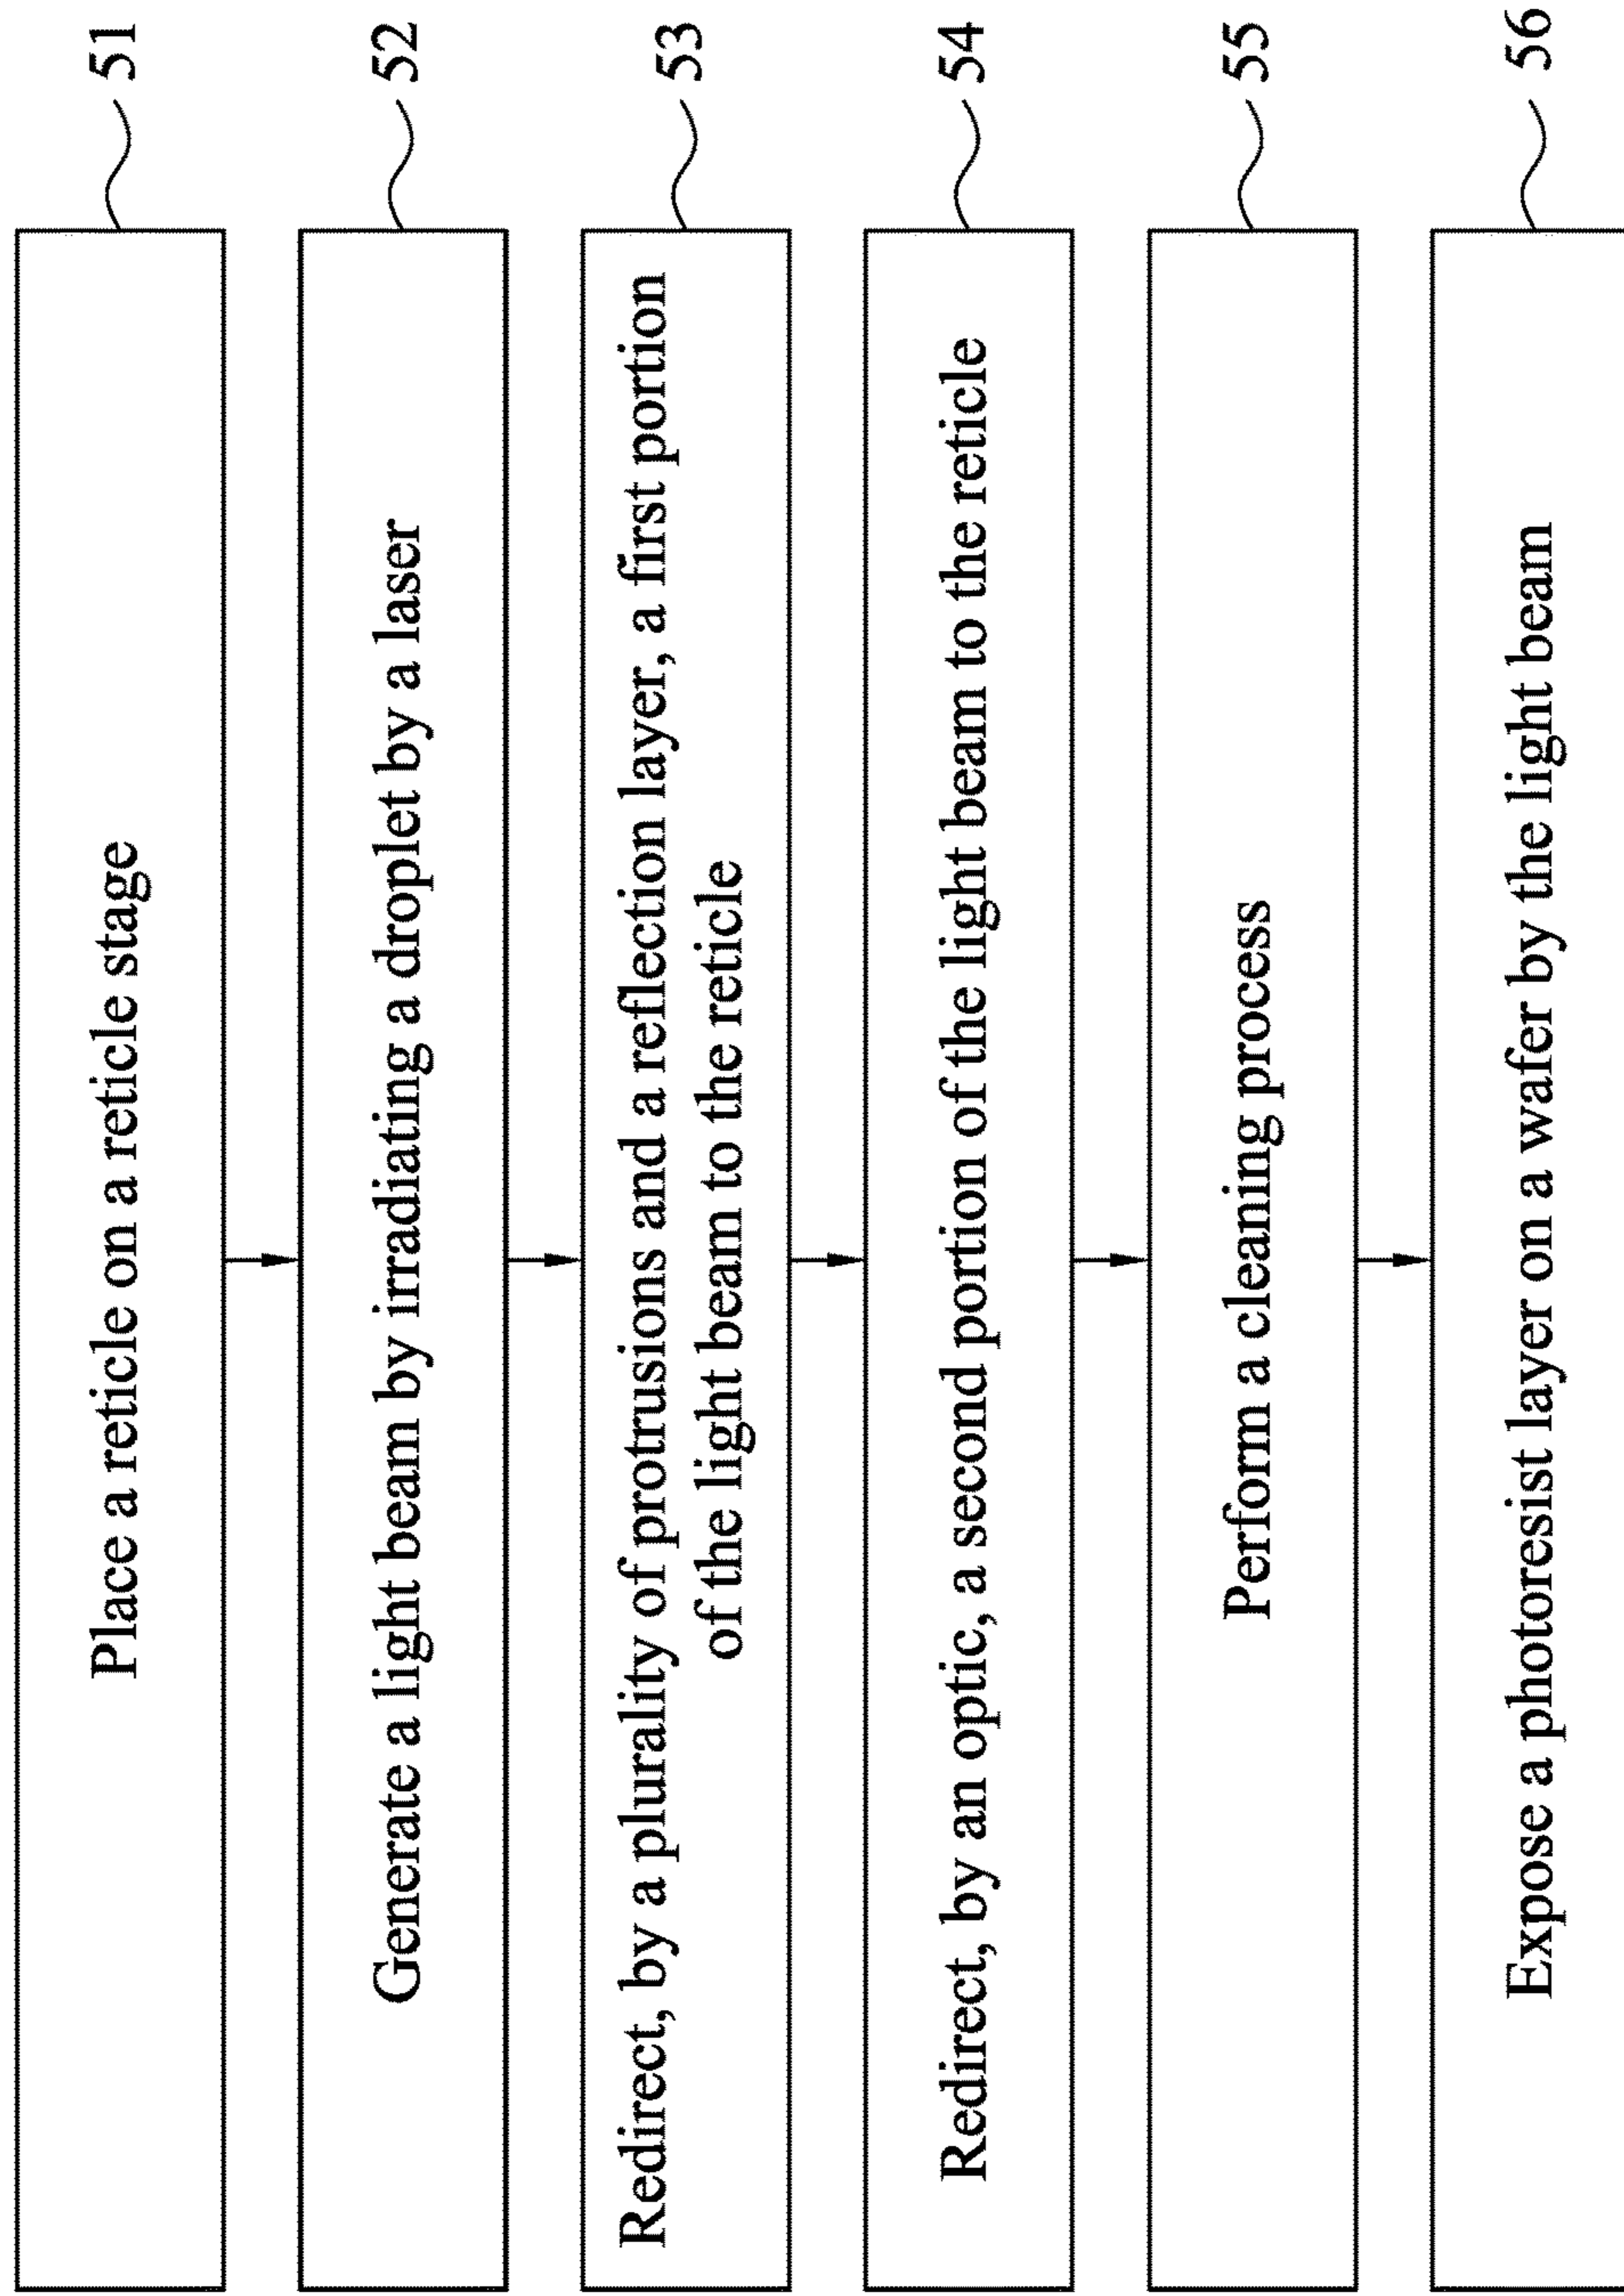 Place a reticle on a reticle stage
51
Generate a light beam by irradiating a droplet by a laser
52
Redirect, by a plurality of protrusions and a reflection layer, a first portion
of the light beam to the reticle
53
Redirect, by an optic, a second portion of the light beam to the reticle
54
Perform a cleaning process
55
Expose a photoresist layer on a wafer by the light beam
56